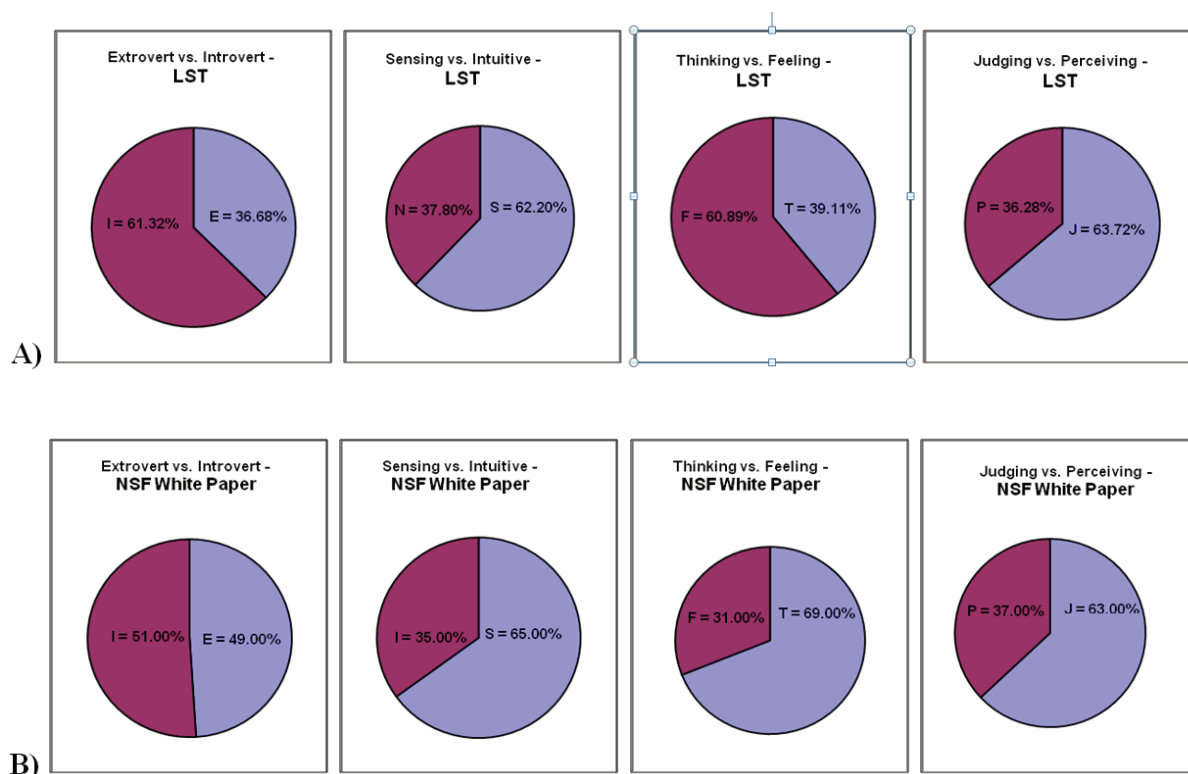 Extrovert vs. Introvert -
LST
I = 61.32%
E = 36.68%
Sensing vs. Intuitive -
LST
N = 37.80%
S = 62.20%
Thinking vs. Feeling -
LST
F = 60.89%
T = 39.11%
Judging vs. Perceiving -
LST
P = 36.28%
J = 63.72%
A)
Extrovert vs. Introvert -
NSF White Paper
I = 51.00%
E = 49.00%
Sensing vs. Intuitive -
NSF White Paper
I = 35.00%
S = 65.00%
Thinking vs. Feeling -
NSF White Paper
F = 31.00%
T = 69.00%
Judging vs. Perceiving -
NSF White Paper
P = 37.00%
J = 63.00%
B)